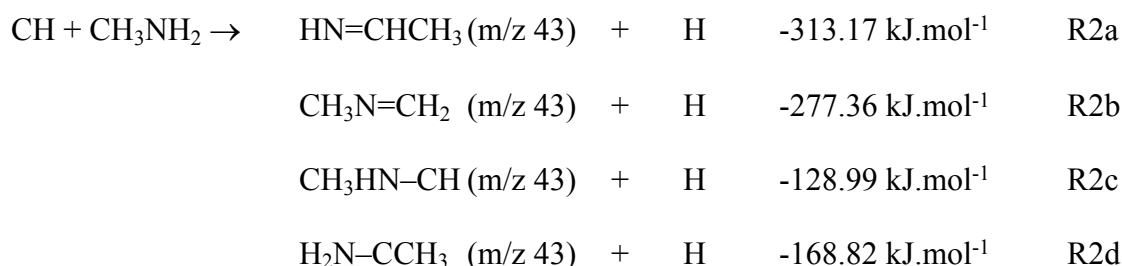 CH + CH₃NH₂ → HN=CHCH₃ (m/z 43) + H -313.17 kJ.mol⁻¹ R2a
CH₃N=CH₂ (m/z 43) + H -277.36 kJ.mol⁻¹ R2b
CH₃HN–CH (m/z 43) + H -128.99 kJ.mol⁻¹ R2c
H₂N–CCH₃ (m/z 43) + H -168.82 kJ.mol⁻¹ R2d